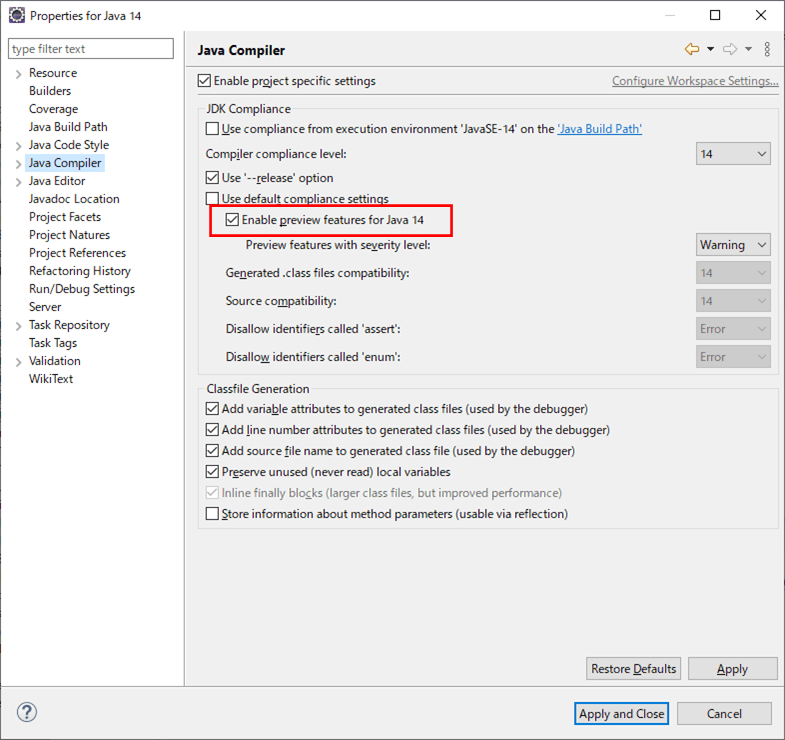 Properties for Java 14
type filter text
Resource
Builders
Coverage
Java Build Path
Java Code Style
Java Compiler
Java Editor
Javadoc Location
Project Facets
Project Natures
Project References
Refactoring History
Run/Debug Settings
Server
Task Repository
Task Tags
Validation
WikiText
Java Compiler
Enable project specific settings
Configure Workspace Settings...
JDK Compliance
Use compliance from execution environment 'JavaSE-14' on the 'Java Build Path'
Compiler compliance level:
14
Use '--release' option
Use default compliance settings
Enable preview features for Java 14
Preview features with severity level:
Warning
Generated .class files compatibility:
14
Source compatibility:
14
Disallow identifiers called 'assert':
Error
Disallow identifiers called 'enum':
Error
Classfile Generation
Add variable attributes to generated class files (used by the debugger)
Add line number attributes to generated class files (used by the debugger)
Add source file name to generated class file (used by the debugger)
Preserve unused (never read) local variables
Inline finally blocks (larger class files, but improved performance)
Store information about method parameters (usable via reflection)
Restore Defaults
Apply
?
Apply and Close
Cancel